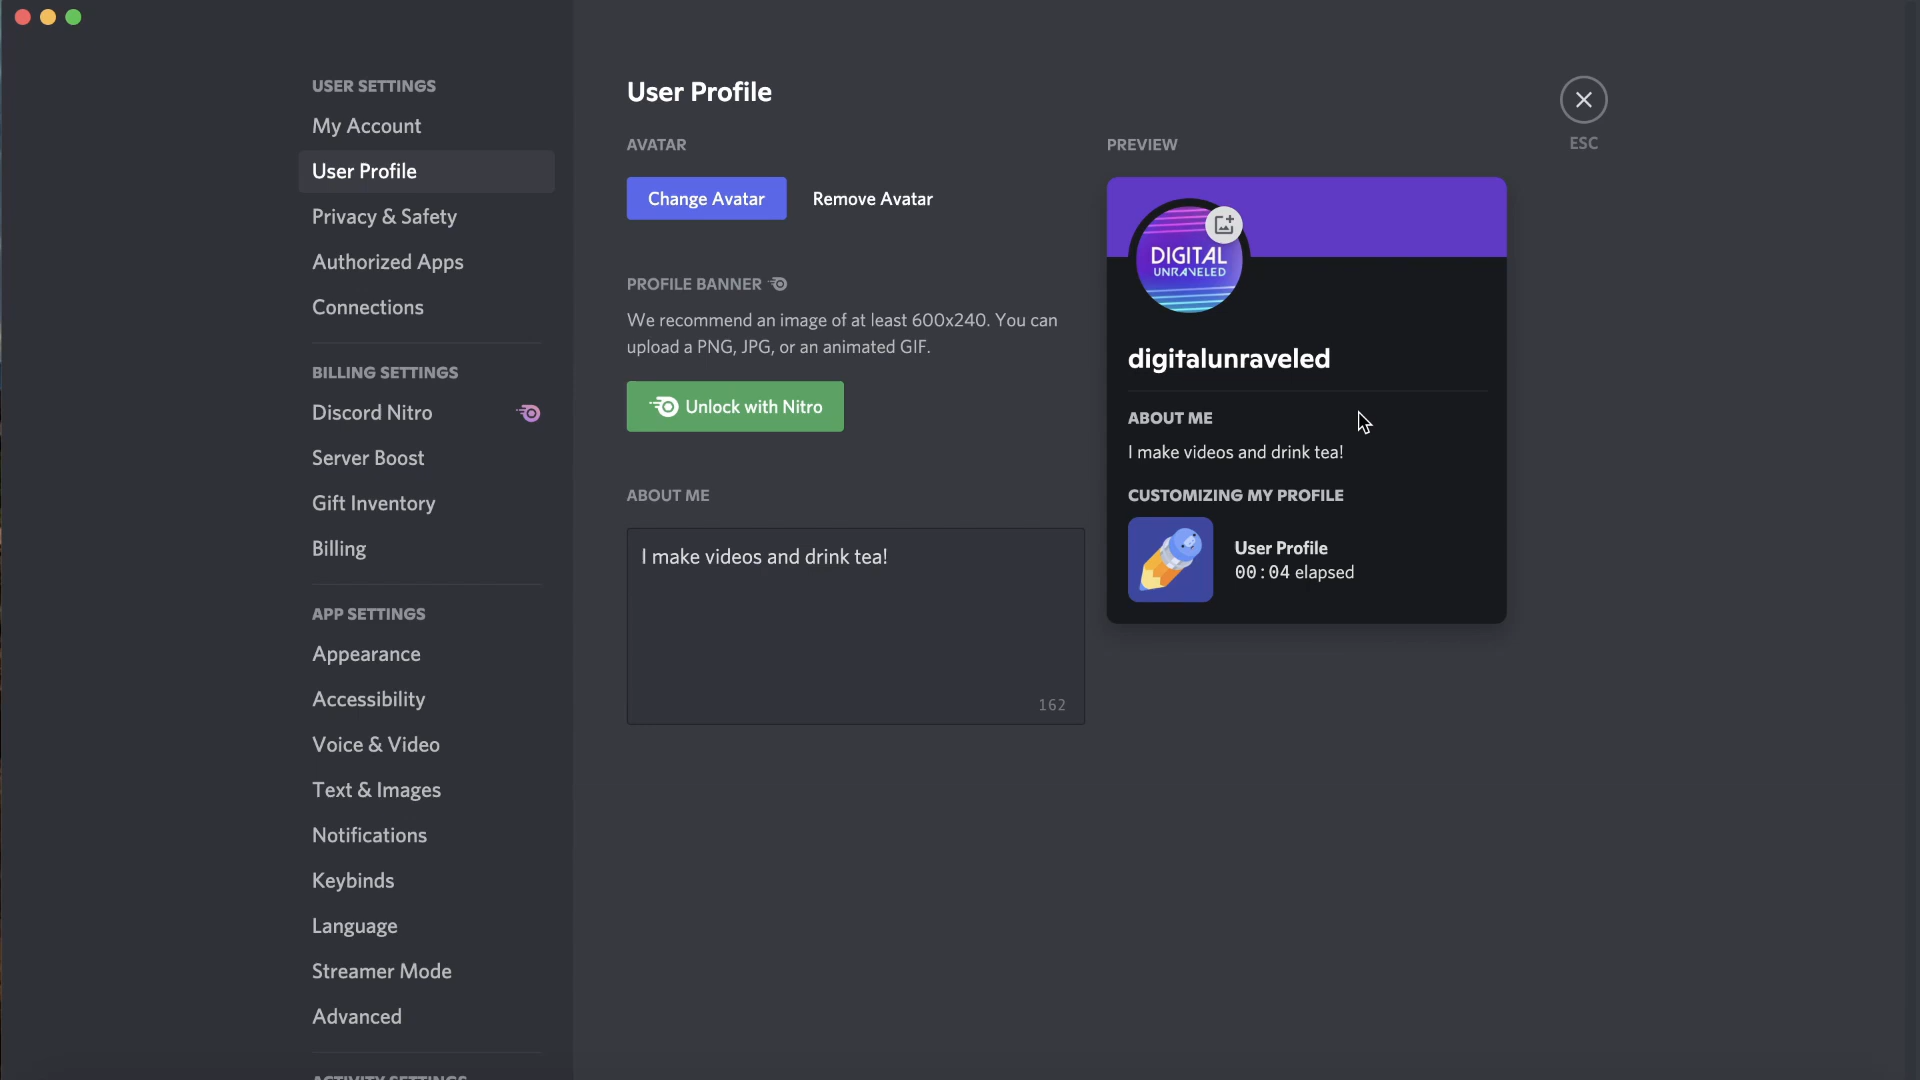 USER SETTINGS
My Account
User Profile
Privacy & Safety
Authorized Apps
Connections
BILLING SETTINGS
Discord Nitro
Server Boost
Gift Inventory
Billing
APP SETTINGS
Appearance
Accessibility
Voice & Video
Text & Images
Notifications
Keybinds
Language
Streamer Mode
Advanced
ACTIVITY SETTINGS
User Profile
AVATAR
Change Avatar
Remove Avatar
PROFILE BANNER
We recommend an image of at least 600x240. You can
upload a PNG, JPG, or an animated GIF.
Unlock with Nitro
ABOUT ME
I make videos and drink tea!
162
PREVIEW
DIGITAL
UNRAVELED
digitalunraveled
ABOUT ME
I make videos and drink tea!
CUSTOMIZING MY PROFILE
User Profile
00:04 elapsed
ESC